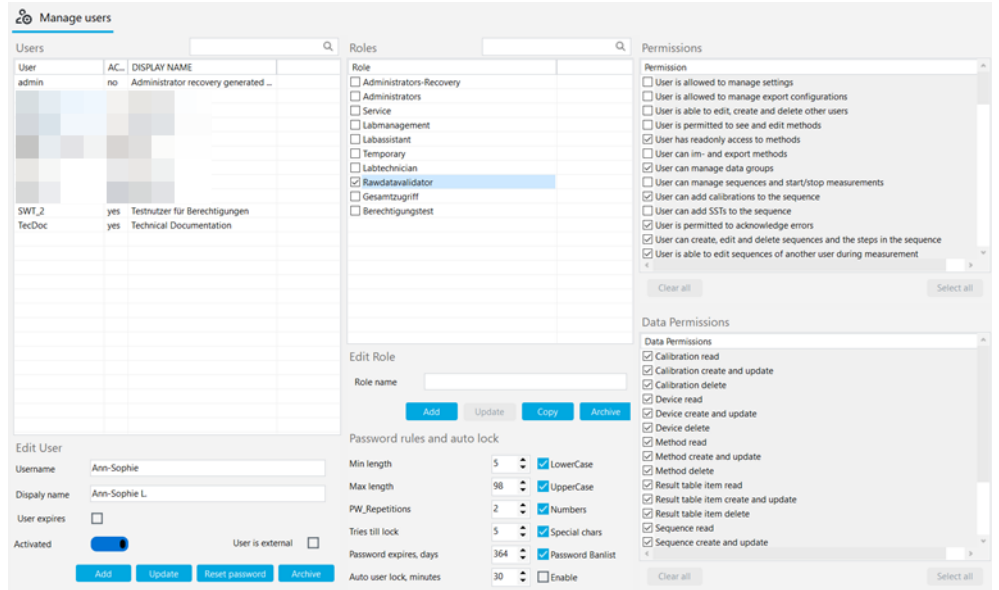 Manage users
Users
User AC... DISPLAY NAME
admin no Administrator recovery generated ...
SWT_2 yes Testnutzer für Berechtigungen
TecDoc yes Technical Documentation
Edit User
Username Ann-Sophie
Dispaly name Ann-Sophie L.
User expires
Activated User is external
Add Update Reset password Archive
Roles
Role
Administrators-Recovery
Administrators
Service
Labmanagement
Labassistant
Temporary
Labtechnician
Rawdatavalidator
Gesamtzugriff
Berechtigungstest
Edit Role
Role name
Add Update Copy Archive
Password rules and auto lock
Min length 5 LowerCase
Max length 98 UpperCase
PW_Repetitions 2 Numbers
Tries till lock 5 Special chars
Password expires, days 364 Password Banlist
Auto user lock, minutes 30 Enable
Permissions
Permission
User is allowed to manage settings
User is allowed to manage export configurations
User is able to edit, create and delete other users
User is permitted to see and edit methods
User has readonly access to methods
User can im- and export methods
User can manage data groups
User can manage sequences and start/stop measurements
User can add calibrations to the sequence
User can add SSTs to the sequence
User is permitted to acknowledge errors
User can create, edit and delete sequences and the steps in the sequence
User is able to edit sequences of another user during measurement
Clear all Select all
Data Permissions
Data Permissions
Calibration read
Calibration create and update
Calibration delete
Device read
Device create and update
Device delete
Method read
Method create and update
Method delete
Result table item read
Result table item create and update
Result table item delete
Sequence read
Sequence create and update
Clear all Select all